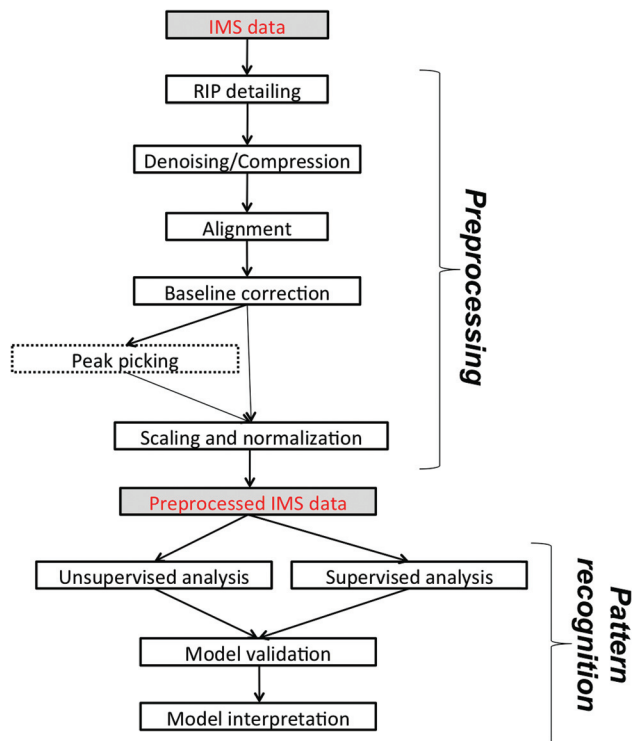 IMS data
RIP detailing
Denoising/Compression
Alignment
Baseline correction
Peak picking
Scaling and normalization
Preprocessing
Preprocessed IMS data
Unsupervised analysis
Supervised analysis
Model validation
Model interpretation
Pattern
recognition